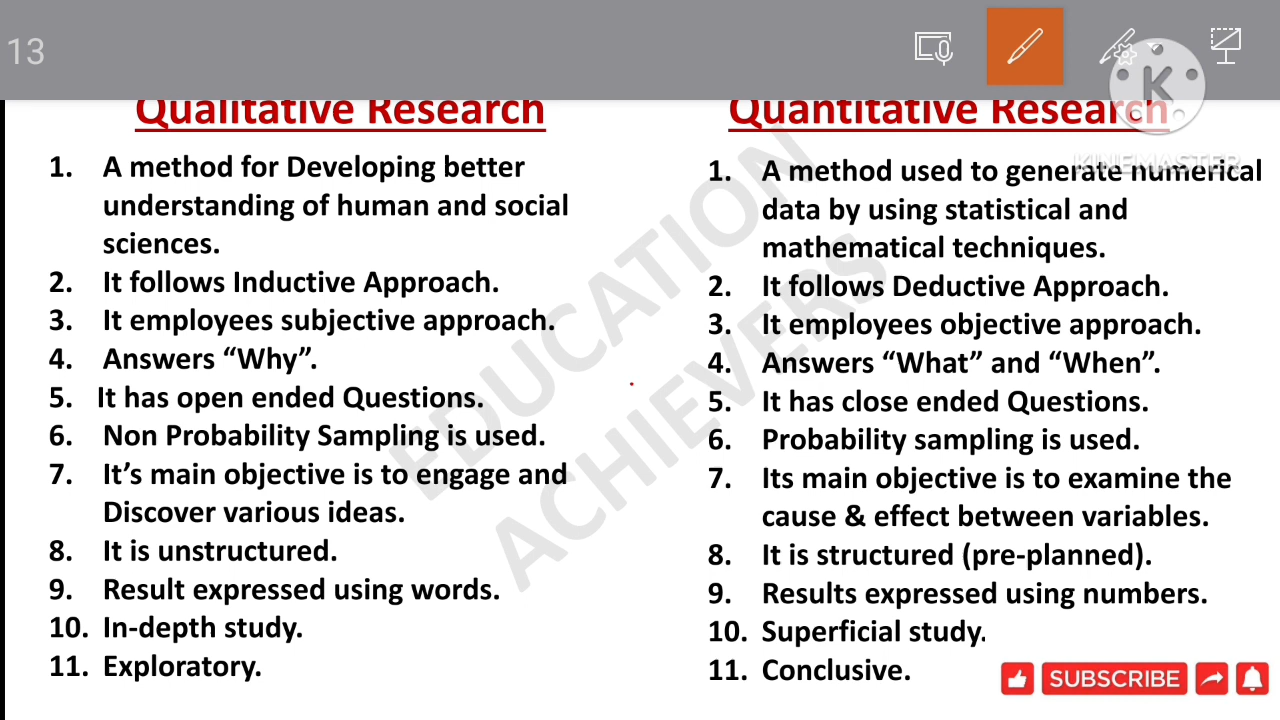 13
Qualitative Research
1. A method for Developing better
understanding of human and social
sciences.
2. It follows Inductive Approach.
3. It employees subjective approach.
4. Answers “Why”.
5. It has open ended Questions.
6. Non Probability Sampling is used.
7. It’s main objective is to engage and
Discover various ideas.
8. It is unstructured.
9. Result expressed using words.
10. In-depth study.
11. Exploratory.
Quantitative Research
1. A method used to generate numerical
data by using statistical and
mathematical techniques.
2. It follows Deductive Approach.
3. It employees objective approach.
4. Answers “What” and “When”.
5. It has close ended Questions.
6. Probability sampling is used.
7. Its main objective is to examine the
cause & effect between variables.
8. It is structured (pre-planned).
9. Results expressed using numbers.
10. Superficial study.
11. Conclusive.
EDUCATION
ACHIEVERS
K
KINEMASTER
SUBSCRIBE